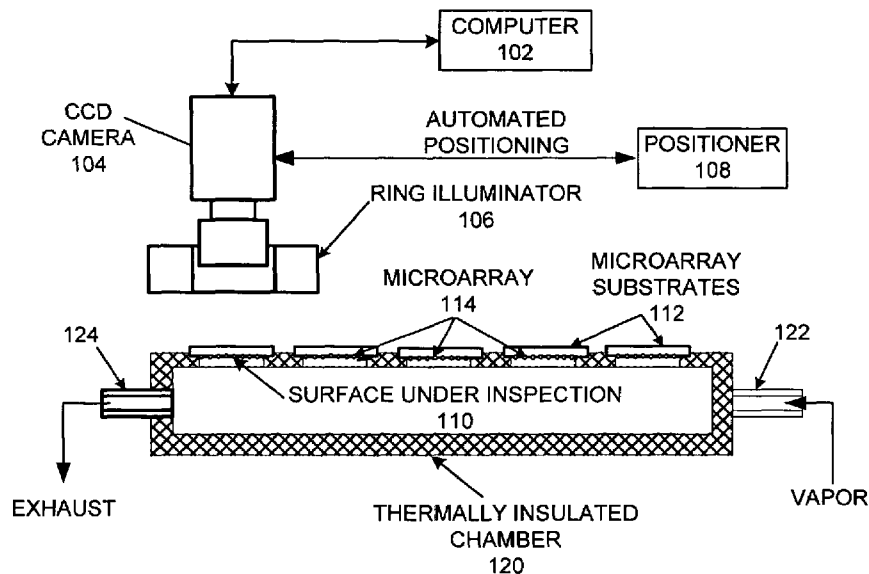 COMPUTER
102
CCD
CAMERA
104
AUTOMATED
POSITIONING
POSITIONER
108
RING ILLUMINATOR
106
MICROARRAY
114
MICROARRAY
SUBSTRATES
112
124
122
SURFACE UNDER INSPECTION
110
EXHAUST
VAPOR
THERMALLY INSULATED
CHAMBER
120